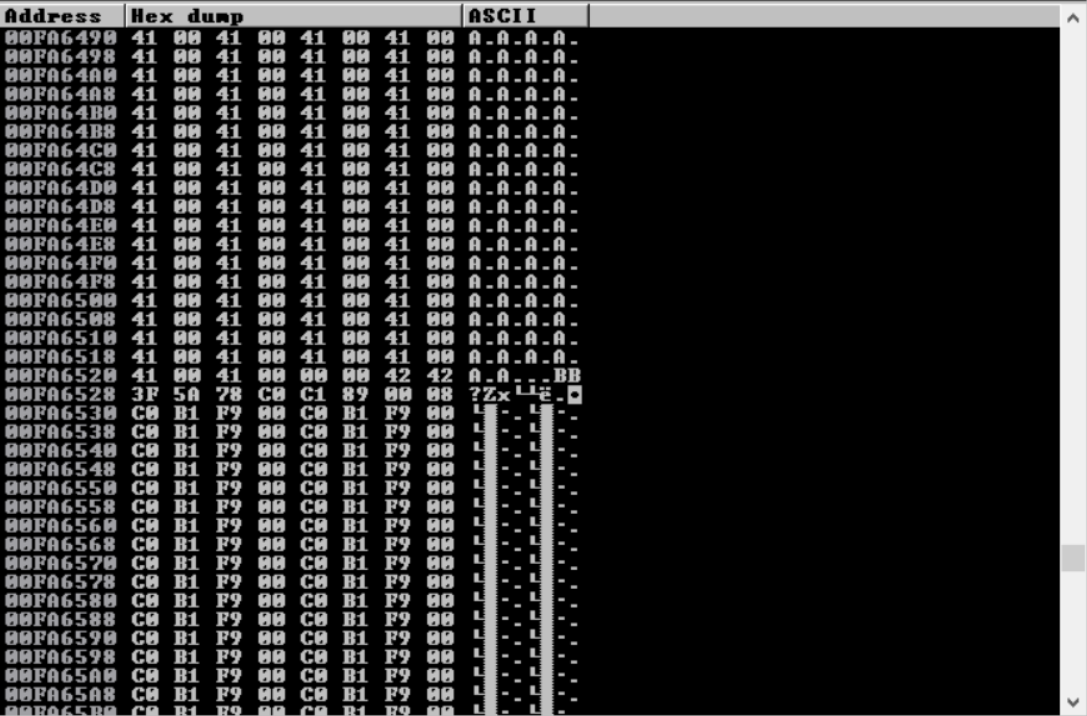 Address Hex dump ASCII
00FA6490 41 00 41 00 41 00 41 00 A.A.A.A.
00FA6498 41 00 41 00 41 00 41 00 A.A.A.A.
00FA64A0 41 00 41 00 41 00 41 00 A.A.A.A.
00FA64A8 41 00 41 00 41 00 41 00 A.A.A.A.
00FA64B0 41 00 41 00 41 00 41 00 A.A.A.A.
00FA64B8 41 00 41 00 41 00 41 00 A.A.A.A.
00FA64C0 41 00 41 00 41 00 41 00 A.A.A.A.
00FA64C8 41 00 41 00 41 00 41 00 A.A.A.A.
00FA64D0 41 00 41 00 41 00 41 00 A.A.A.A.
00FA64D8 41 00 41 00 41 00 41 00 A.A.A.A.
00FA64E0 41 00 41 00 41 00 41 00 A.A.A.A.
00FA64E8 41 00 41 00 41 00 41 00 A.A.A.A.
00FA64F0 41 00 41 00 41 00 41 00 A.A.A.A.
00FA64F8 41 00 41 00 41 00 41 00 A.A.A.A.
00FA6500 41 00 41 00 41 00 41 00 A.A.A.A.
00FA6508 41 00 41 00 41 00 41 00 A.A.A.A.
00FA6510 41 00 41 00 41 00 41 00 A.A.A.A.
00FA6518 41 00 41 00 41 00 41 00 A.A.A.A.
00FA6520 41 00 41 00 00 00 42 42 A.A...BB
00FA6528 3F 5A 78 C0 C1 89 00 08 ?Zx└┴ë.◘
00FA6530 C0 B1 F9 00 C0 B1 F9 00 └▒∙.└▒∙.
00FA6538 C0 B1 F9 00 C0 B1 F9 00 └▒∙.└▒∙.
00FA6540 C0 B1 F9 00 C0 B1 F9 00 └▒∙.└▒∙.
00FA6548 C0 B1 F9 00 C0 B1 F9 00 └▒∙.└▒∙.
00FA6550 C0 B1 F9 00 C0 B1 F9 00 └▒∙.└▒∙.
00FA6558 C0 B1 F9 00 C0 B1 F9 00 └▒∙.└▒∙.
00FA6560 C0 B1 F9 00 C0 B1 F9 00 └▒∙.└▒∙.
00FA6568 C0 B1 F9 00 C0 B1 F9 00 └▒∙.└▒∙.
00FA6570 C0 B1 F9 00 C0 B1 F9 00 └▒∙.└▒∙.
00FA6578 C0 B1 F9 00 C0 B1 F9 00 └▒∙.└▒∙.
00FA6580 C0 B1 F9 00 C0 B1 F9 00 └▒∙.└▒∙.
00FA6588 C0 B1 F9 00 C0 B1 F9 00 └▒∙.└▒∙.
00FA6590 C0 B1 F9 00 C0 B1 F9 00 └▒∙.└▒∙.
00FA6598 C0 B1 F9 00 C0 B1 F9 00 └▒∙.└▒∙.
00FA65A0 C0 B1 F9 00 C0 B1 F9 00 └▒∙.└▒∙.
00FA65A8 C0 B1 F9 00 C0 B1 F9 00 └▒∙.└▒∙.
00FA65B0 C0 B1 F9 00 C0 B1 F9 00 └▒∙.└▒∙.